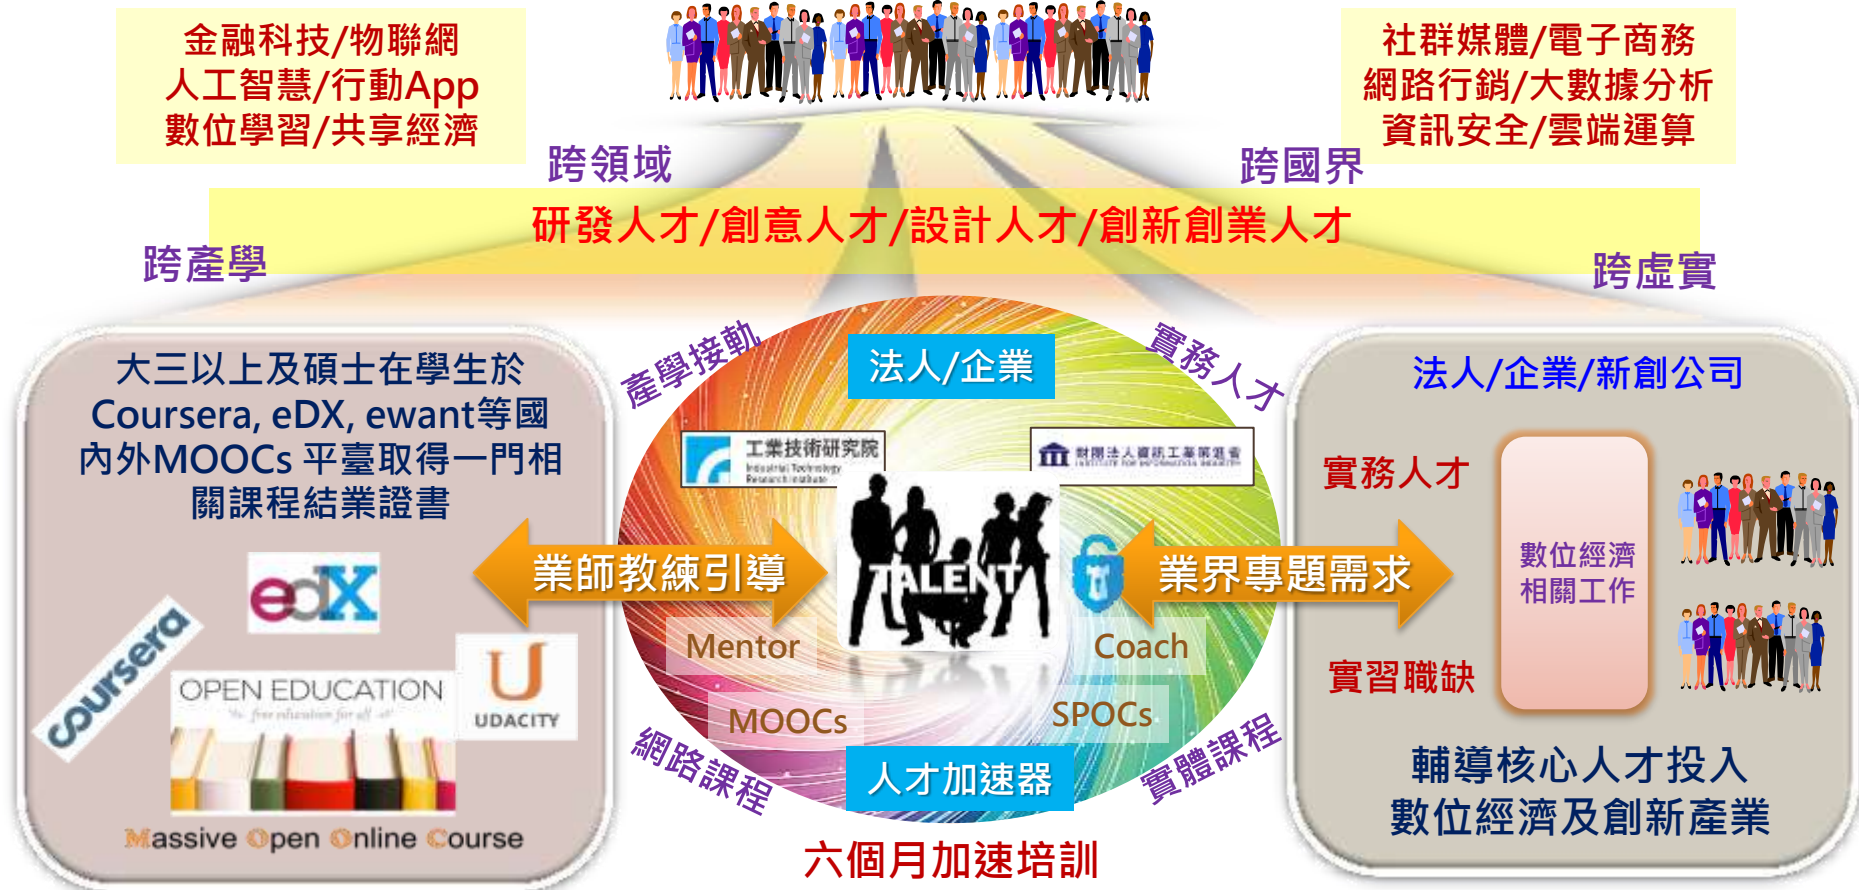 金融科技/物聯網
人工智慧/行動App
數位學習/共享經濟
社群媒體/電子商務
網路行銷/大數據分析
資訊安全/雲端運算
跨領域
跨國界
研發人才/創意人才/設計人才/創新創業人才
跨產學
跨虛實
大三以上及碩士在學生於
Coursera, eDX, ewant等國
內外MOOCs 平臺取得一門相
關課程結業證書
edX
coursera
OPEN EDUCATION
free education for all
UDACITY
Massive Open Online Course
業師教練引導
產學接軌
法人/企業
實務人才
工業技術研究院
Industrial Technology
Research Institute
財團法人資訊工業策進會
INSTITUTE FOR INFORMATION INDUSTRY
TALENT
Mentor
Coach
MOOCs
SPOCs
網路課程
人才加速器
實體課程
六個月加速培訓
業界專題需求
法人/企業/新創公司
實務人才
數位經濟
相關工作
實習職缺
輔導核心人才投入
數位經濟及創新產業